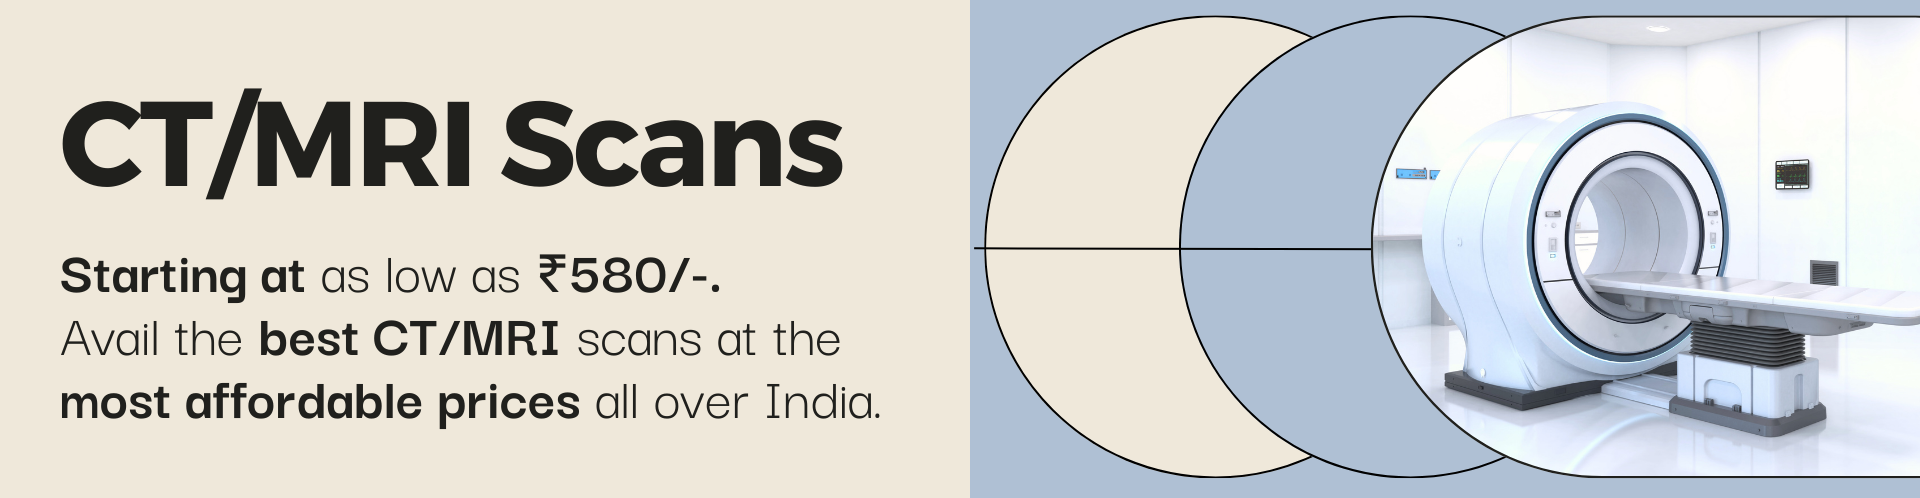 CT/MRI Scans
Starting at as low as ₹580/-.
Avail the best CT/MRI scans at the
most affordable prices all over India.